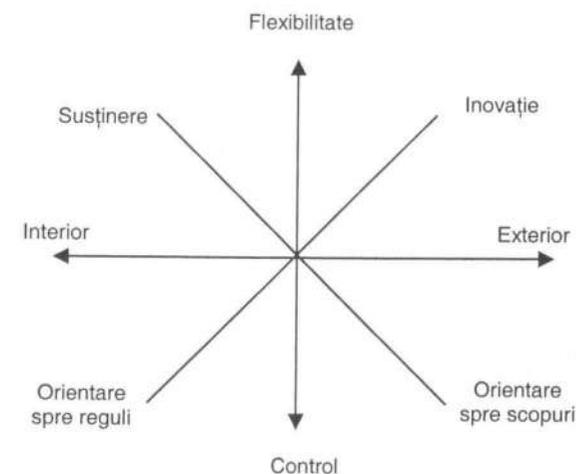 Flexibilitate
Susținere
Inovație
Interior
Exterior
Orientare
spre reguli
Orientare
spre scopuri
Control